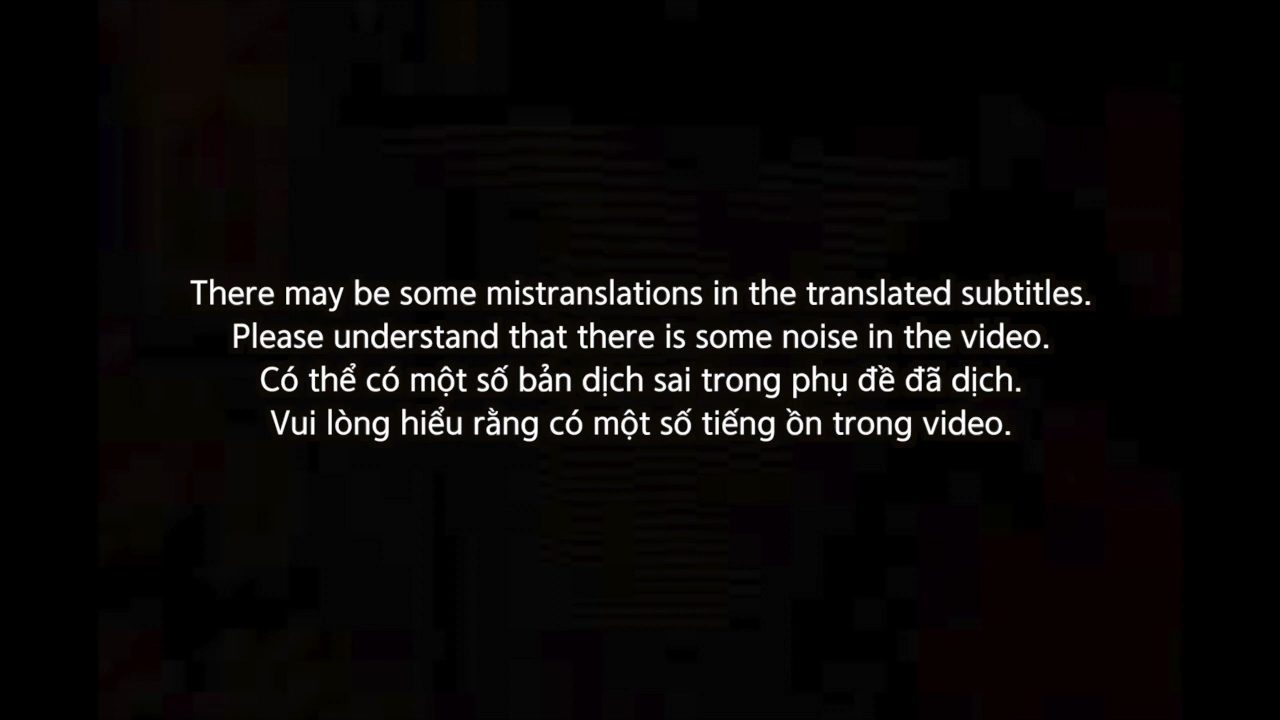 There may be some mistranslations in the translated subtitles.
Please understand that there is some noise in the video.
Có thể có một số bản dịch sai trong phụ đề đã dịch.
Vui lòng hiểu rằng có một số tiếng ồn trong video.